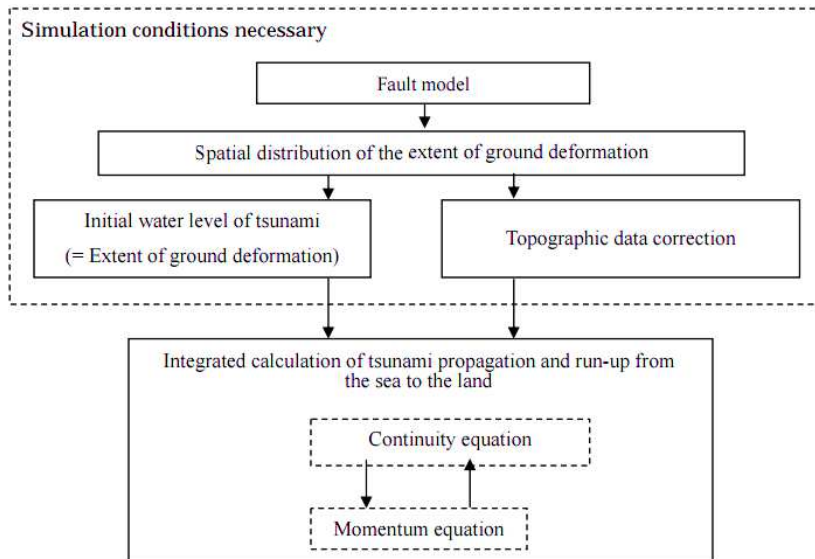 Simulation conditions necessary
Fault model
Spatial distribution of the extent of ground deformation
Initial water level of tsunami
(= Extent of ground deformation)
Topographic data correction
Integrated calculation of tsunami propagation and run-up from
the sea to the land
Continuity equation
Momentum equation